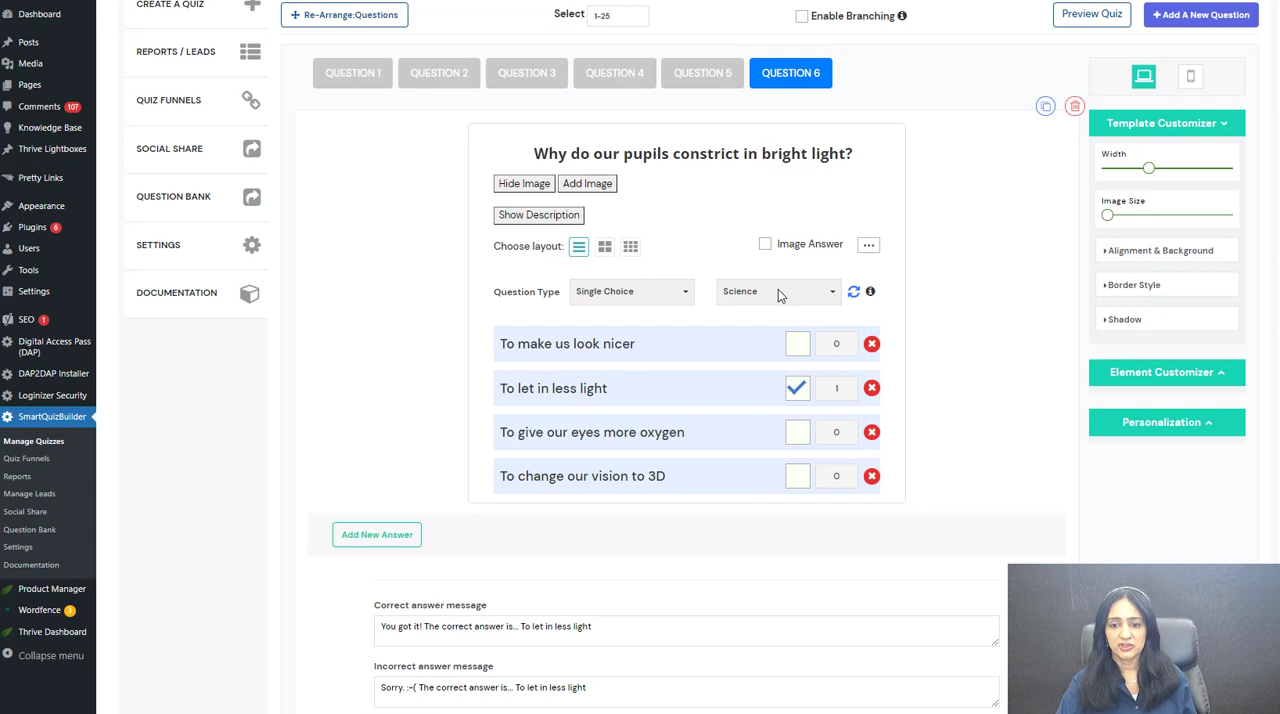 Dashboard
Posts
Media
Pages
Comments 107
Knowledge Base
Thrive Lightboxes
Pretty Links
Appearance
Plugins 6
Users
Tools
Settings
SEO 1
Digital Access Pass
(DAP)
DAP2DAP Installer
Loginizer Security
SmartQuizBuilder
Manage Quizzes
Quiz Funnels
Reports
Manage Leads
Social Share
Question Bank
Settings
Documentation
Product Manager
Wordfence 3
Thrive Dashboard
Collapse menu
CREATE A QUIZ
REPORTS / LEADS
QUIZ FUNNELS
SOCIAL SHARE
QUESTION BANK
SETTINGS
DOCUMENTATION
Re-Arrange:Questions
Select 1-25
Enable Branching
Preview Quiz
+Add A New Question
QUESTION 1 QUESTION 2 QUESTION 3 QUESTION 4 QUESTION 5 QUESTION 6
Why do our pupils constrict in bright light?
Hide Image Add Image
Show Description
Choose layout: Image Answer ...
Question Type Single Choice Science
To make us look nicer 0
To let in less light 1
To give our eyes more oxygen 0
To change our vision to 3D 0
Add New Answer
Correct answer message
You got it! The correct answer is... To let in less light
Incorrect answer message
Sorry. :-( The correct answer is... To let in less light
Template Customizer
Width
Image Size
Alignment & Background
Border Style
Shadow
Element Customizer
Personalization